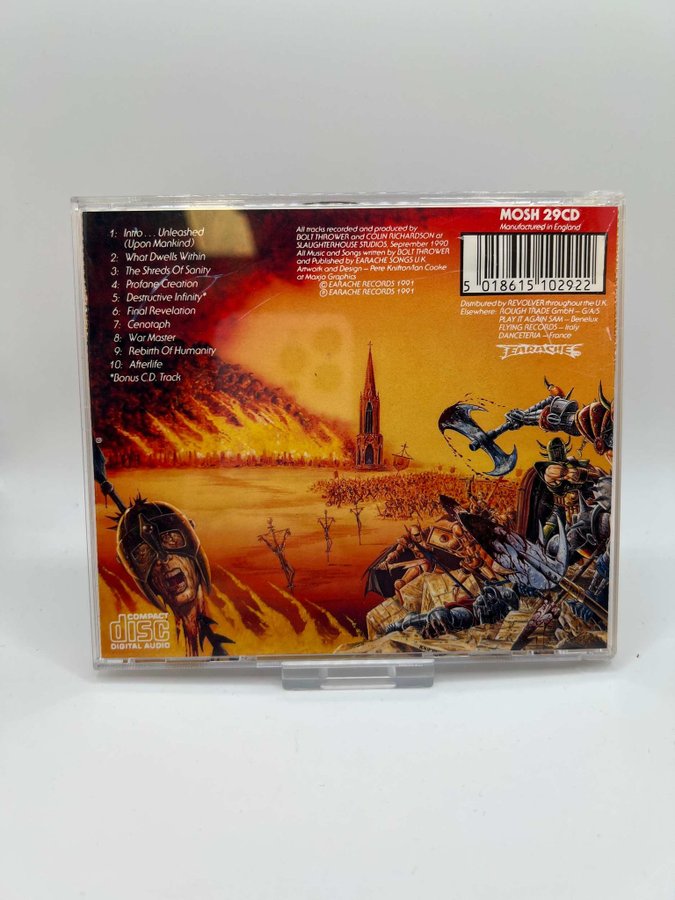 1: Intro... Unleashed
(Upon Mankind)
2: What Dwells Within
3: The Shreds Of Sanity
4: Profane Creation
5: Destructive Infinity*
6: Final Revelation
7: Cenotaph
8: War Master
9: Rebirth Of Humanity
10: Afterlife
*Bonus C.D. Track
All tracks recorded and produced by
BOLT THROWER and COLIN RICHARDSON at
SLAUGHTERHOUSE STUDIOS, September 1990
All Music and Songs written by BOLT THROWER
and Published by EARACHE SONGS U.K.
Artwork and Design – Pete Knifton/Ian Cooke
at Maxja Graphics
Ⓟ EARACHE RECORDS 1991
© EARACHE RECORDS 1991
MOSH 29CD
Manufactured in England
5 018615 102922
Distributed by REVOLVER throughout the U.K.
Elsewhere: ROUGH TRADE GmbH – G/A/S
PLAY IT AGAIN SAM – Benelux
FLYING RECORDS – Italy
DANCETERIA – France
EARACHE
COMPACT
disc
DIGITAL AUDIO